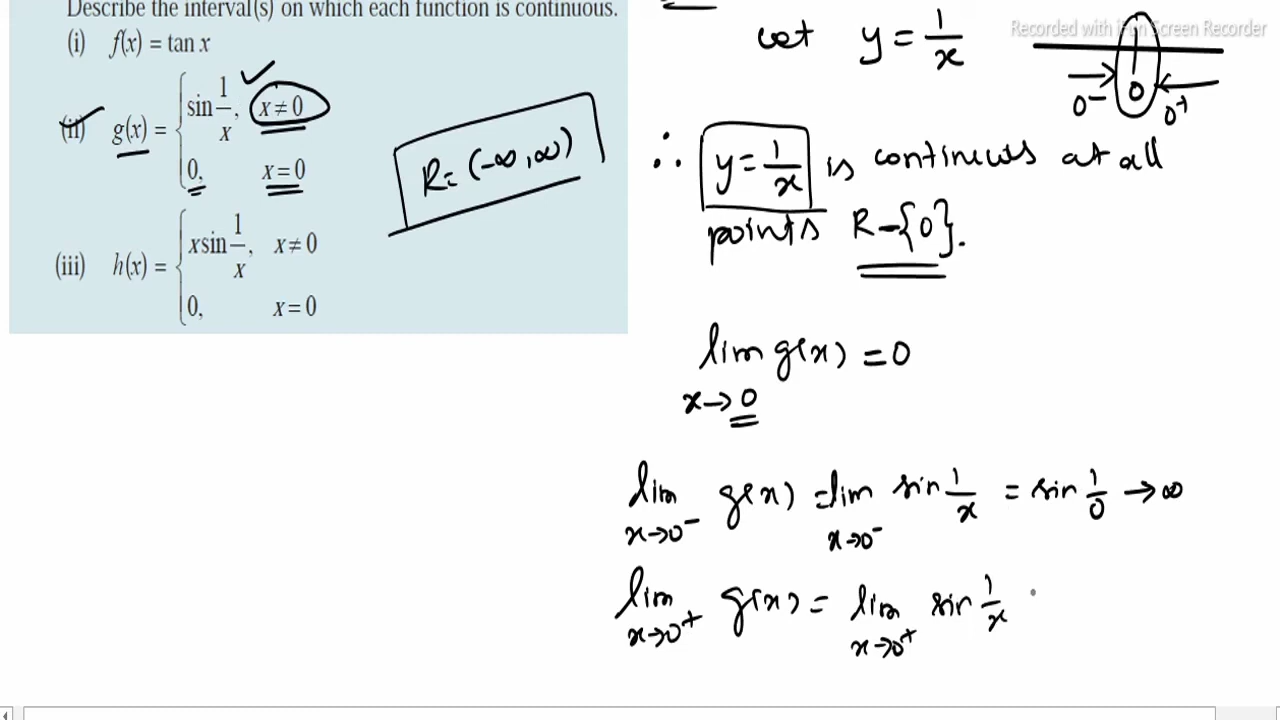 Describe the interval(s) on which each function is continuous.
(i) f(x) = tan x
(ii) g(x) = { sin 1/x, x ≠ 0
0, x = 0
(iii) h(x) = { x sin 1/x, x ≠ 0
0, x = 0
R = (-∞, ∞)
Recorded with iFun Screen Recorder
let y = 1/x
0⁻ 0 0⁺
∴ y = 1/x is continuous at all
points R - {0}.
lim g(x) = 0
x→0
lim g(x) = lim sin 1/x = sin 1/0 → ∞
x→0⁻ x→0⁻
lim g(x) = lim sin 1/x
x→0⁺ x→0⁺